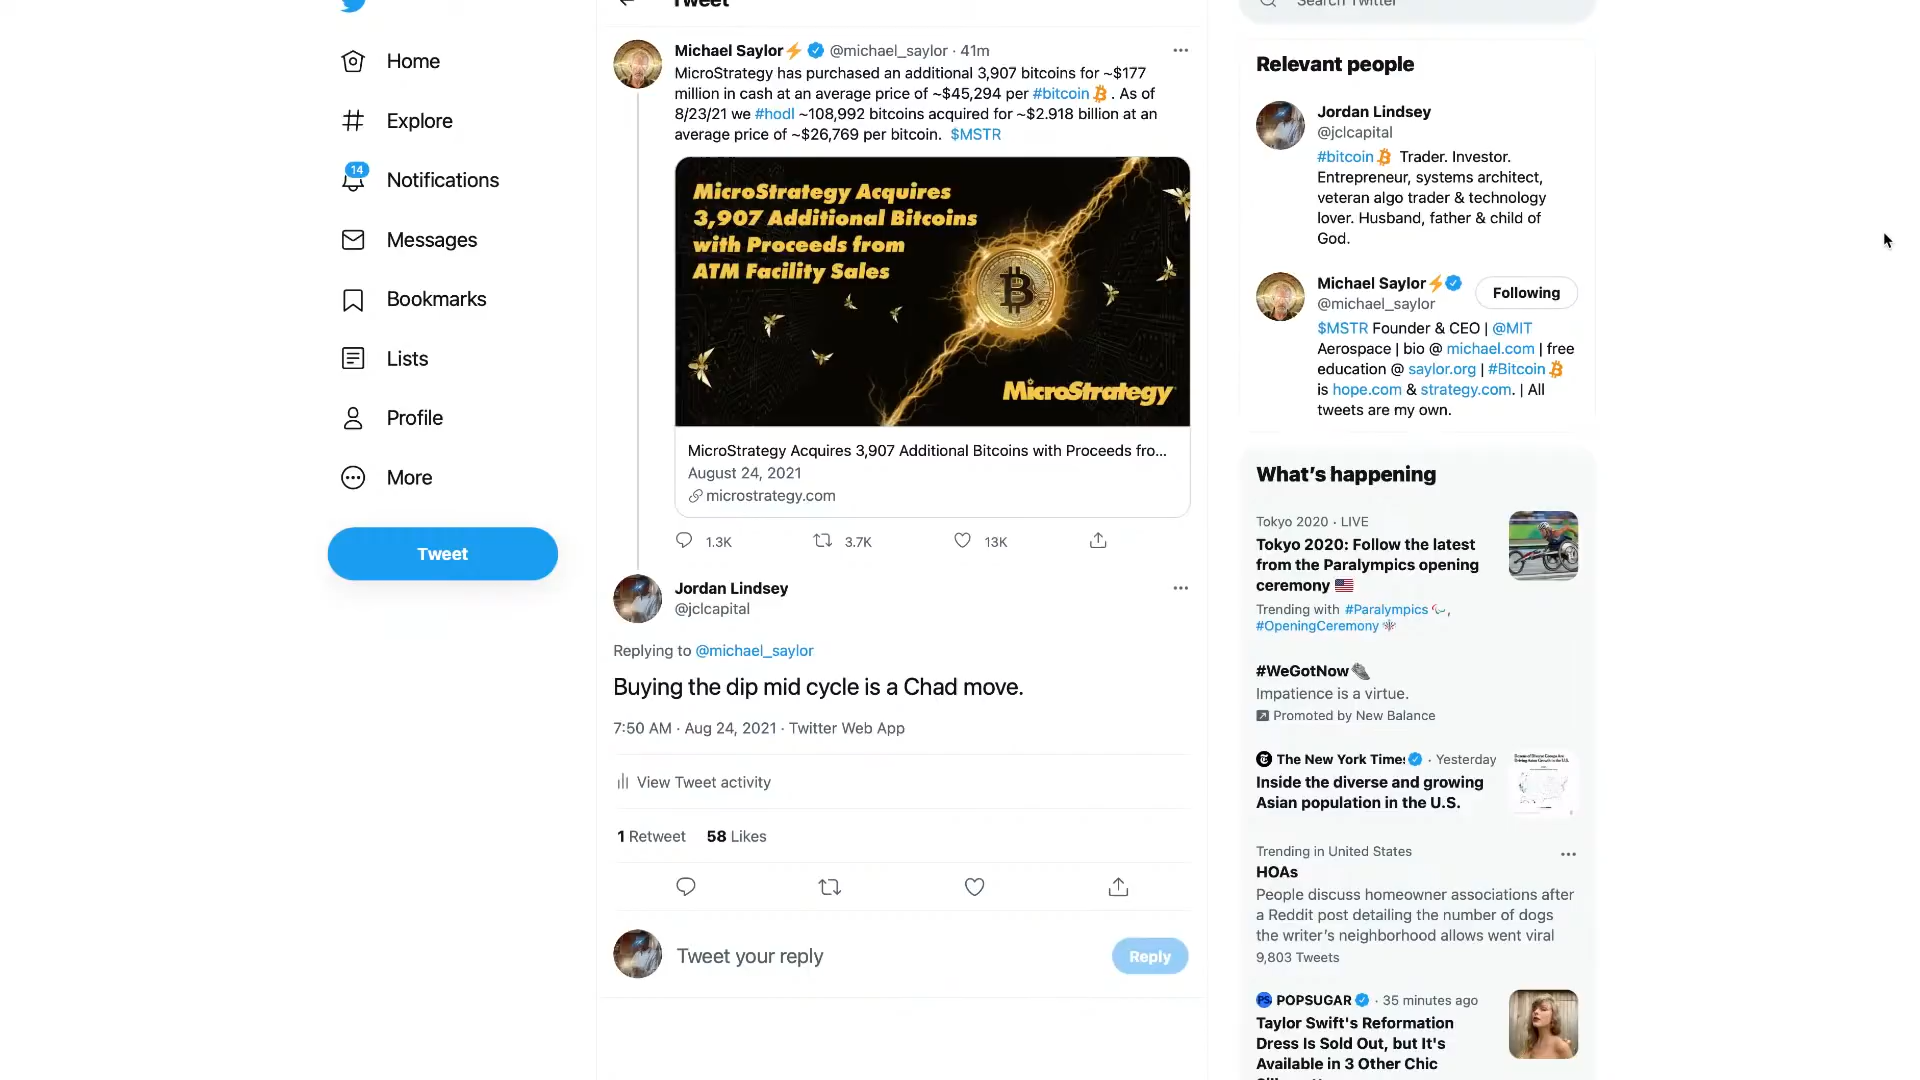 Tweet
Search Twitter
Home
Explore
14
Notifications
Messages
Bookmarks
Lists
Profile
More
Tweet
Michael Saylor⚡ @michael_saylor · 41m
MicroStrategy has purchased an additional 3,907 bitcoins for ~$177
million in cash at an average price of ~$45,294 per #bitcoin . As of
8/23/21 we #hodl ~108,992 bitcoins acquired for ~$2.918 billion at an
average price of ~$26,769 per bitcoin. $MSTR
MicroStrategy Acquires
3,907 Additional Bitcoins
with Proceeds from
ATM Facility Sales
MicroStrategy
MicroStrategy Acquires 3,907 Additional Bitcoins with Proceeds fro...
August 24, 2021
microstrategy.com
1.3K 3.7K 13K
Jordan Lindsey
@jclcapital
Replying to @michael_saylor
Buying the dip mid cycle is a Chad move.
7:50 AM · Aug 24, 2021 · Twitter Web App
View Tweet activity
1 Retweet 58 Likes
Tweet your reply
Reply
Relevant people
Jordan Lindsey
@jclcapital
#bitcoin Trader. Investor.
Entrepreneur, systems architect,
veteran algo trader & technology
lover. Husband, father & child of
God.
Michael Saylor⚡
@michael_saylor
Following
$MSTR Founder & CEO | @MIT
Aerospace | bio @ michael.com | free
education @ saylor.org | #Bitcoin
is hope.com & strategy.com. | All
tweets are my own.
What's happening
Tokyo 2020 · LIVE
Tokyo 2020: Follow the latest
from the Paralympics opening
ceremony 🇺🇸
Trending with #Paralympics ,
#OpeningCeremony
#WeGotNow
Impatience is a virtue.
Promoted by New Balance
The New York Times · Yesterday
Inside the diverse and growing
Asian population in the U.S.
Trending in United States
HOAs
People discuss homeowner associations after
a Reddit post detailing the number of dogs
the writer's neighborhood allows went viral
9,803 Tweets
PS POPSUGAR · 35 minutes ago
Taylor Swift's Reformation
Dress Is Sold Out, but It's
Available in 3 Other Chic